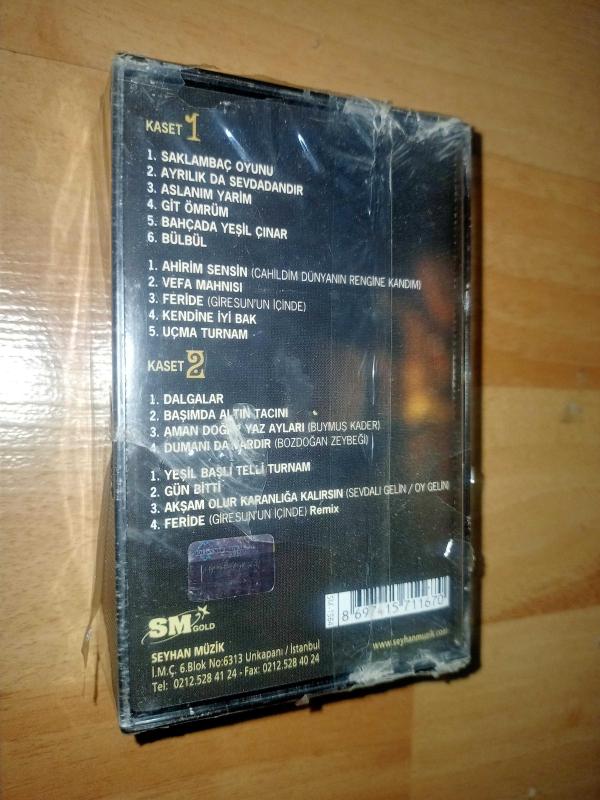 KASET 1
1. SAKLAMBAÇ OYUNU
2. AYRILIK DA SEVDADANDIR
3. ASLANIM YARİM
4. GİT ÖMRÜM
5. BAHÇADA YEŞİL ÇINAR
6. BÜLBÜL
1. AHİRİM SENSİN (CAHİLDİM DÜNYANIN RENGİNE KANDIM)
2. VEFA MAHNISI
3. FERİDE (GİRESUN'UN İÇİNDE)
4. KENDİNE İYİ BAK
5. UÇMA TURNAM
KASET 2
1. DALGALAR
2. BAŞIMDA ALTIN TACINI
3. AMAN DOĞUR YAZ AYLARI (BUYMUŞ KADER)
4. DUMANI DA VARDIR (BOZDOĞAN ZEYBEĞİ)
1. YEŞİL BAŞLI TELLİ TURNAM
2. GÜN BİTTİ
3. AKŞAM OLUR KARANLIĞA KALIRSIN (SEVDALI GELİN / OY GELİN)
4. FERİDE (GİRESUN'UN İÇİNDE) Remix
SM GOLD
SEYHAN MÜZİK
İ.M.Ç. 6.Blok No:6313 Unkapanı / İstanbul
Tel: 0212.528 41 24 - Fax: 0212.528 40 24
8 697415 711670
www.seyhanmuzik.com